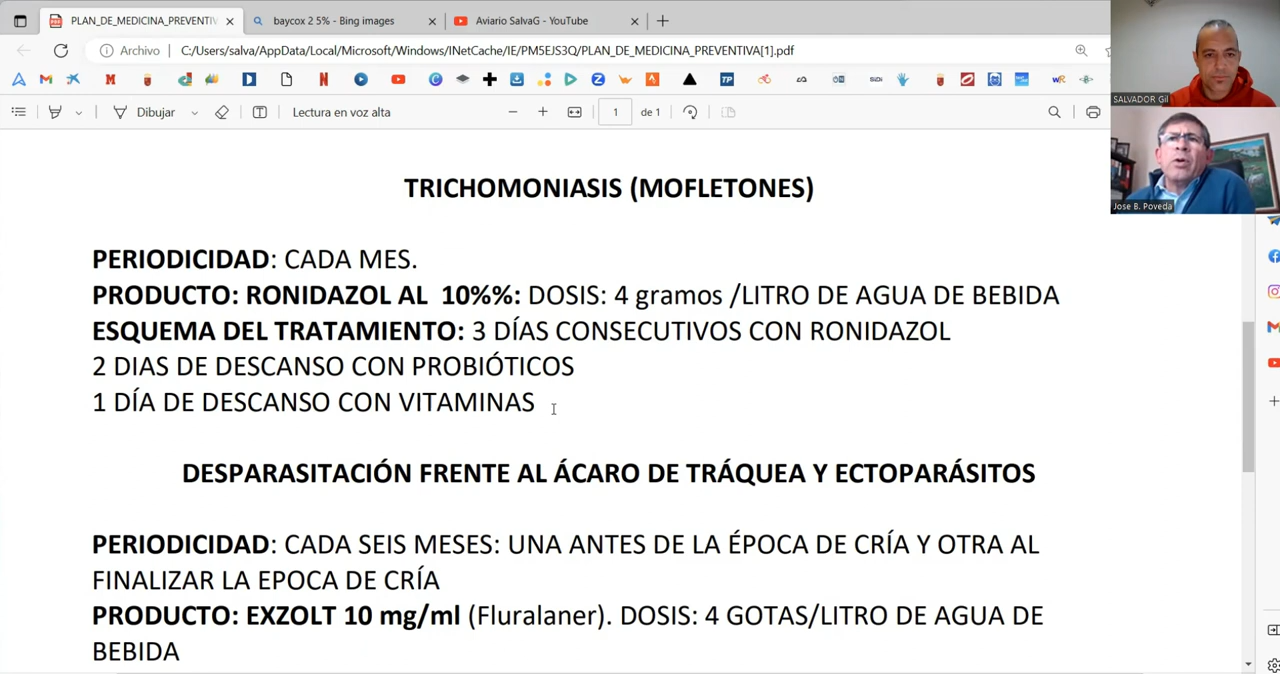 PLAN_DE_MEDICINA_PREVENTIV
baycox 2 5% - Bing images
Aviario SalvaG - YouTube
Archivo
C:/Users/salva/AppData/Local/Microsoft/Windows/INetCache/IE/PM5EJS3Q/PLAN_DE_MEDICINA_PREVENTIVA[1].pdf
Dibujar
Lectura en voz alta
1
de 1
SALVADOR Gil
Jose B. Poveda
TRICHOMONIASIS (MOFLETONES)
PERIODICIDAD: CADA MES.
PRODUCTO: RONIDAZOL AL 10%%: DOSIS: 4 gramos /LITRO DE AGUA DE BEBIDA
ESQUEMA DEL TRATAMIENTO: 3 DÍAS CONSECUTIVOS CON RONIDAZOL
2 DIAS DE DESCANSO CON PROBIÓTICOS
1 DÍA DE DESCANSO CON VITAMINAS
DESPARASITACIÓN FRENTE AL ÁCARO DE TRÁQUEA Y ECTOPARÁSITOS
PERIODICIDAD: CADA SEIS MESES: UNA ANTES DE LA ÉPOCA DE CRÍA Y OTRA AL
FINALIZAR LA EPOCA DE CRÍA
PRODUCTO: EXZOLT 10 mg/ml (Fluralaner). DOSIS: 4 GOTAS/LITRO DE AGUA DE
BEBIDA